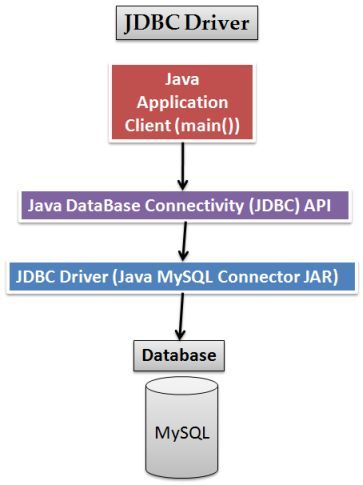 JDBC Driver
Java
Application
Client (main())
Java DataBase Connectivity (JDBC) API
JDBC Driver (Java MySQL Connector JAR)
Database
MySQL